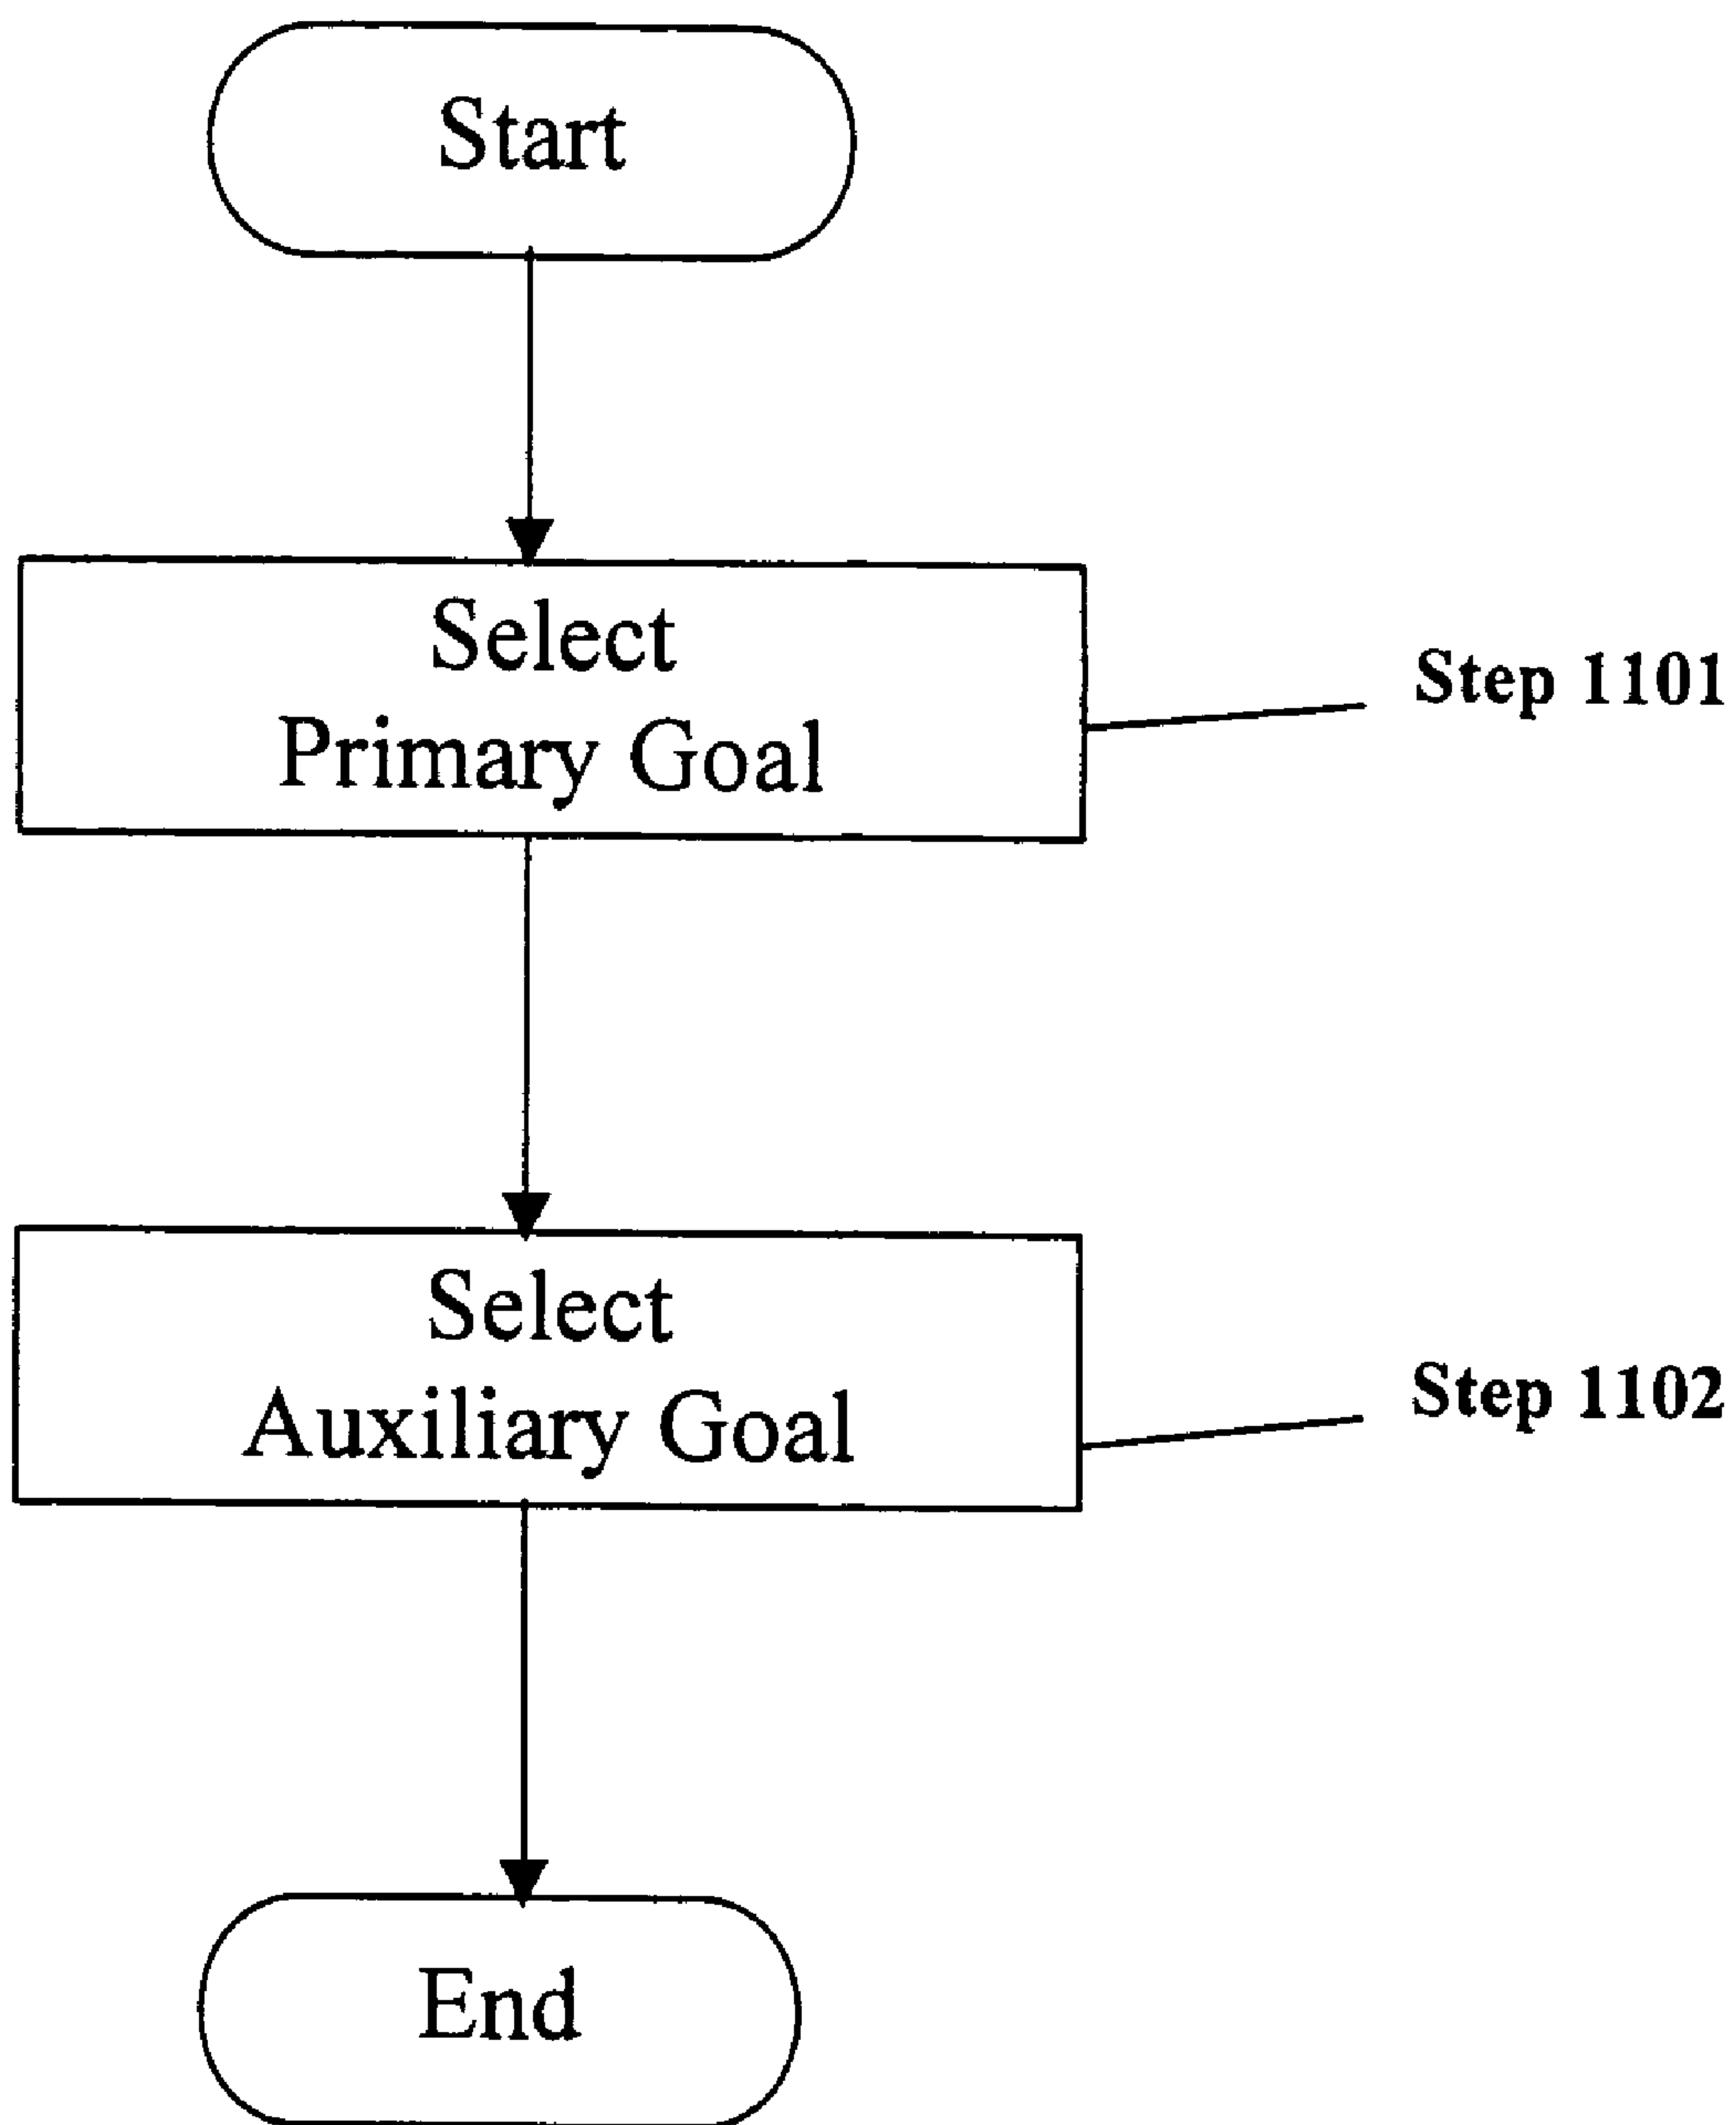 Start
Select
Primary Goal
Step 1101
Select
Auxiliary Goal
Step 1102
End